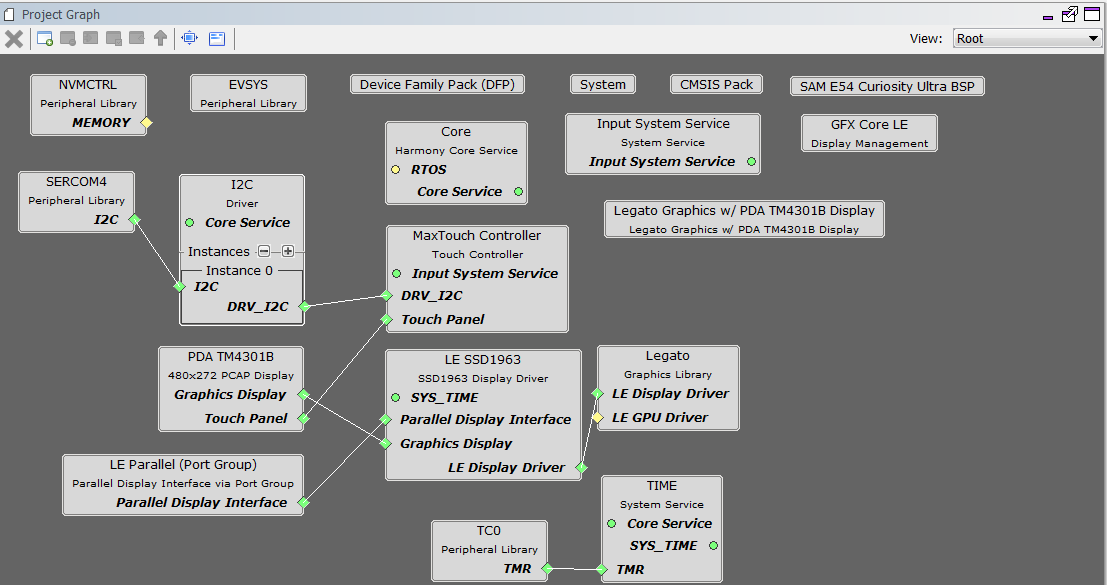 Project Graph
View: Root
NVMCTRL
Peripheral Library
MEMORY
EVSYS
Peripheral Library
Device Family Pack (DFP)
System
CMSIS Pack
SAM E54 Curiosity Ultra BSP
Core
Harmony Core Service
RTOS
Core Service
Input System Service
System Service
Input System Service
GFX Core LE
Display Management
SERCOM4
Peripheral Library
I2C
I2C
Driver
Core Service
Instances
Instance 0
I2C
DRV_I2C
Legato Graphics w/ PDA TM4301B Display
Legato Graphics w/ PDA TM4301B Display
MaxTouch Controller
Touch Controller
Input System Service
DRV_I2C
Touch Panel
PDA TM4301B
480x272 PCAP Display
Graphics Display
Touch Panel
LE SSD1963
SSD1963 Display Driver
SYS_TIME
Parallel Display Interface
Graphics Display
LE Display Driver
Legato
Graphics Library
LE Display Driver
LE GPU Driver
LE Parallel (Port Group)
Parallel Display Interface via Port Group
Parallel Display Interface
TIME
System Service
Core Service
SYS_TIME
TMR
TC0
Peripheral Library
TMR